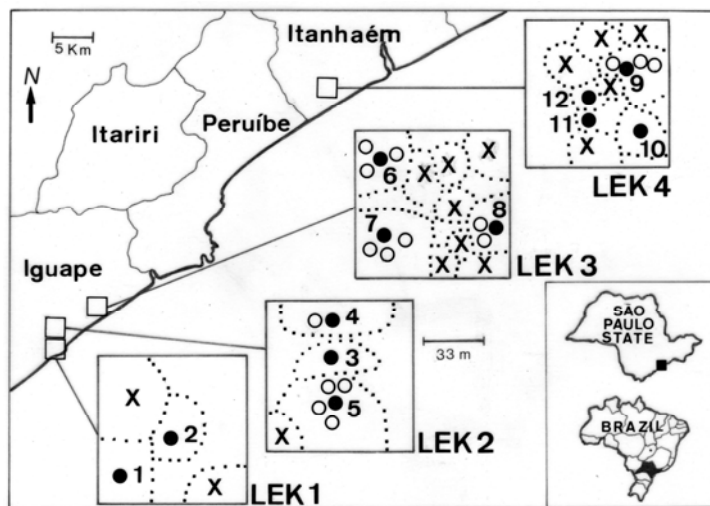 5 Km
N
Itanhaém
Itariri
Peruíbe
Iguape
X X
X
9
12 X
11
10
X
LEK 4
6
X X
X
X
7
8
X
X X
LEK 3
4
3
5
X
LEK 2
33 m
X
2
1
X
LEK 1
SÃO
PAULO
STATE
BRAZIL